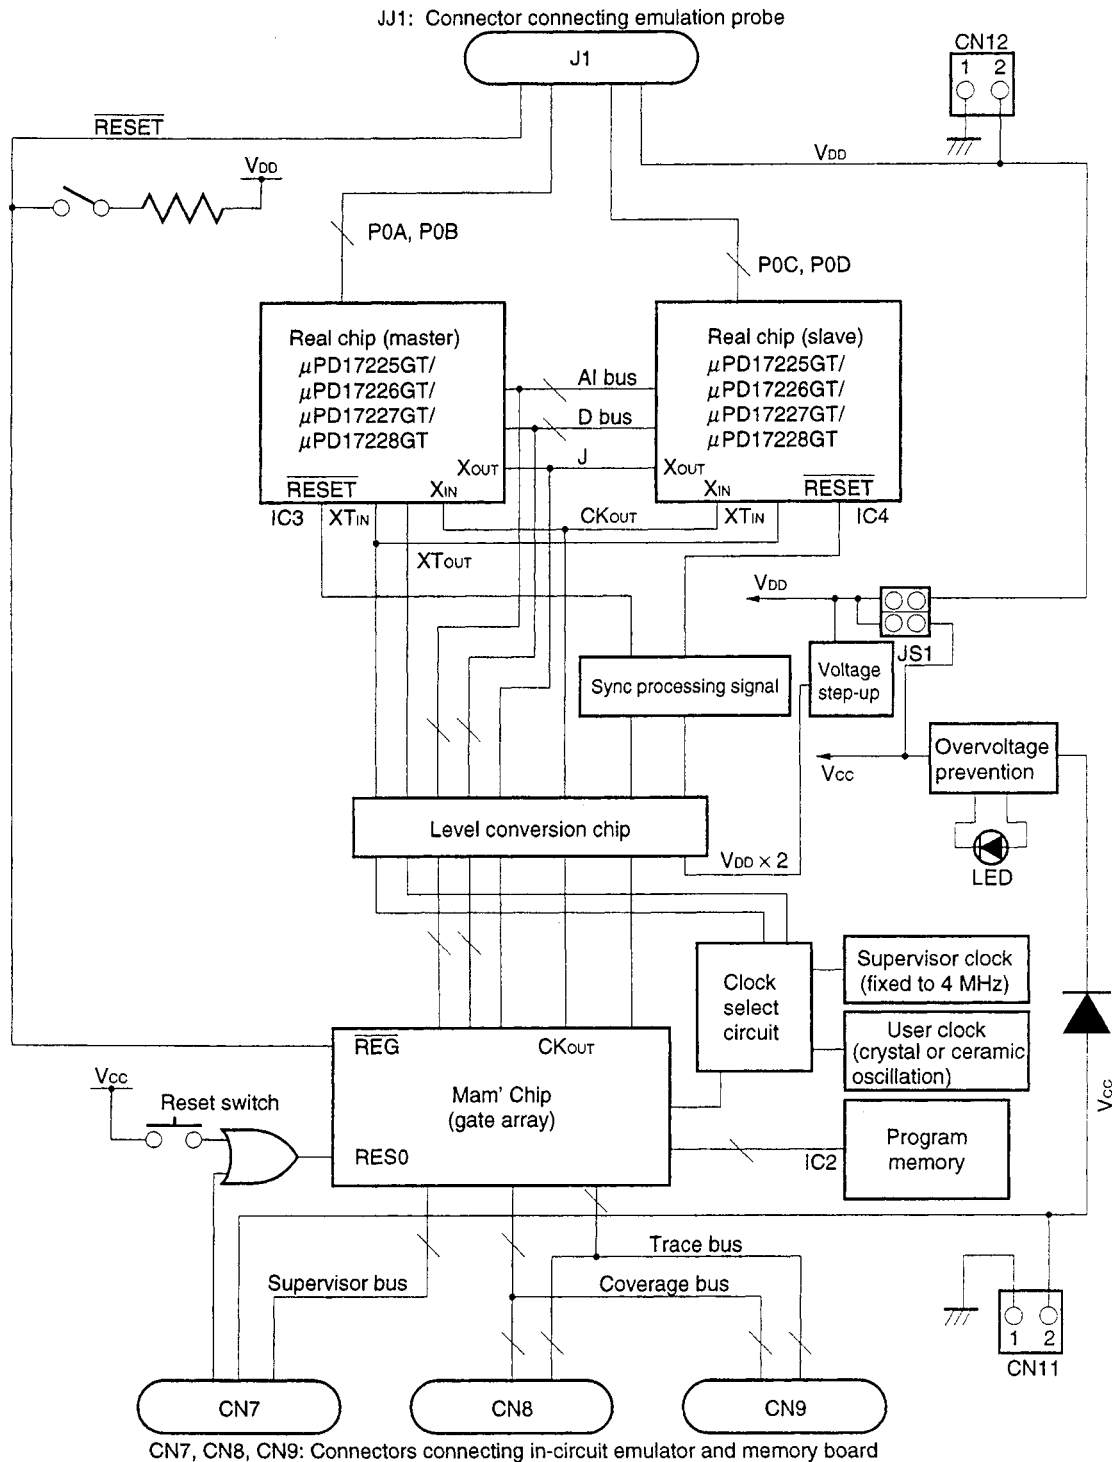 JJ1: Connector connecting emulation probe
J1
CN12
1 2
RESET
VDD
VDD
P0A, P0B
P0C, P0D
Real chip (master)
µPD17225GT/
µPD17226GT/
µPD17227GT/
µPD17228GT
XOUT
RESET
XIN
AI bus
D bus
J
Real chip (slave)
µPD17225GT/
µPD17226GT/
µPD17227GT/
µPD17228GT
XOUT
XIN
RESET
IC3
XTIN
CKOUT
XTIN
IC4
XTOUT
VDD
JS1
Sync processing signal
Voltage
step-up
VCC
Overvoltage
prevention
LED
Level conversion chip
VDD × 2
Clock
select
circuit
Supervisor clock
(fixed to 4 MHz)
User clock
(crystal or ceramic
oscillation)
VCC
REG
CKOUT
Mam' Chip
(gate array)
RES0
VCC
Reset switch
IC2
Program
memory
Supervisor bus
Trace bus
Coverage bus
1 2
CN11
CN7
CN8
CN9
CN7, CN8, CN9: Connectors connecting in-circuit emulator and memory board